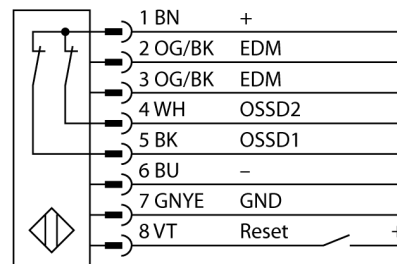 1 BN +
2 OG/BK EDM
3 OG/BK EDM
4 WH OSSD2
5 BK OSSD1
6 BU –
7 GNYE GND
8 VT Reset +